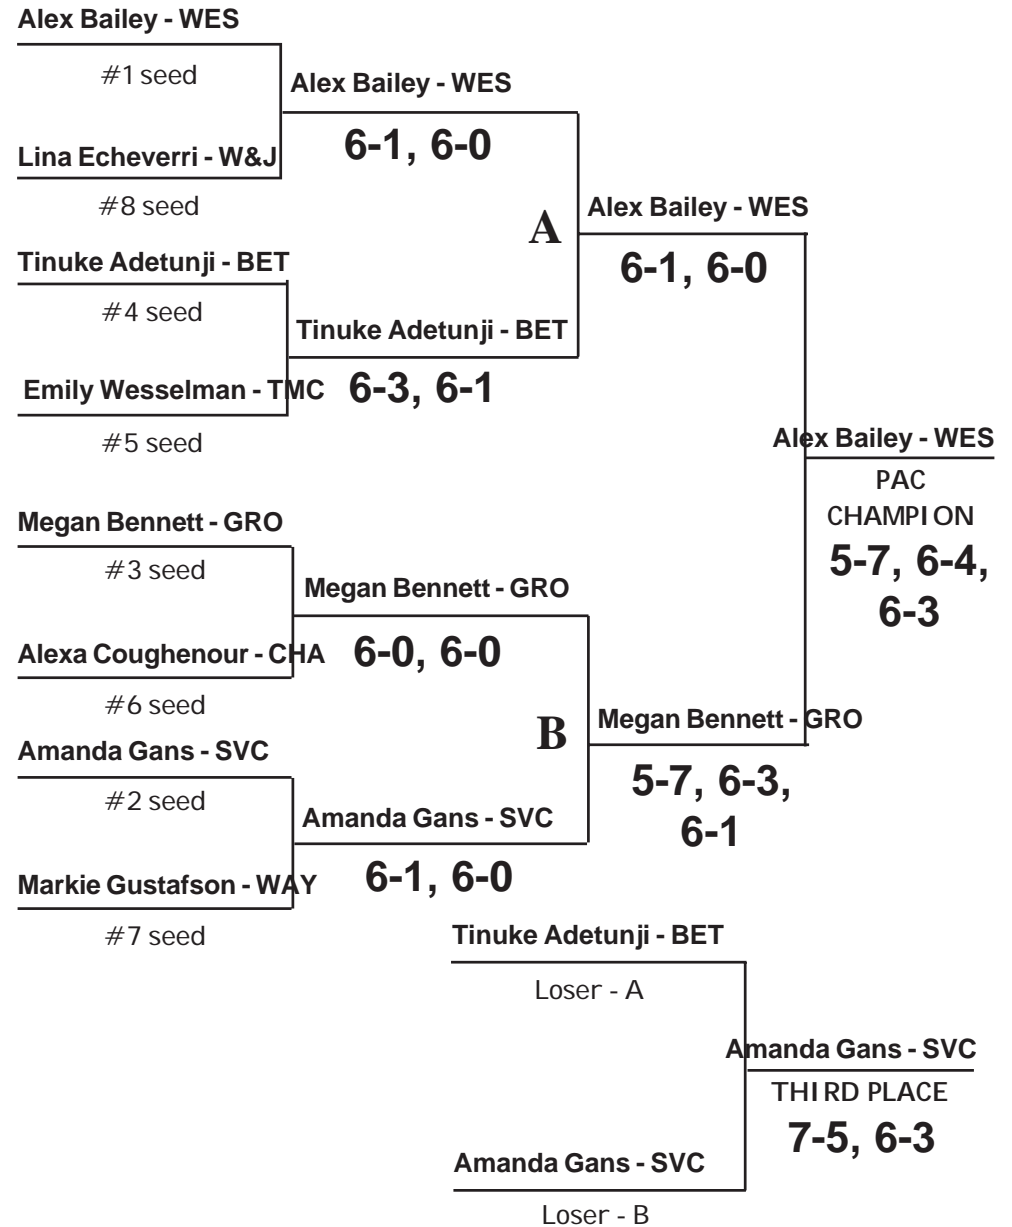 Alex Bailey - WES
#1 seed
Alex Bailey - WES
6-1, 6-0
Lina Echeverri - W&J
#8 seed
A
Alex Bailey - WES
6-1, 6-0
Tinuke Adetunji - BET
#4 seed
Tinuke Adetunji - BET
6-3, 6-1
Emily Wesselman - TMC
#5 seed
Alex Bailey - WES
PAC
CHAMPION
5-7, 6-4,
6-3
Megan Bennett - GRO
#3 seed
Megan Bennett - GRO
6-0, 6-0
Alexa Coughenour - CHA
#6 seed
B
Megan Bennett - GRO
5-7, 6-3,
6-1
Amanda Gans - SVC
#2 seed
Amanda Gans - SVC
6-1, 6-0
Markie Gustafson - WAY
#7 seed
Tinuke Adetunji - BET
Loser - A
Amanda Gans - SVC
THIRD PLACE
7-5, 6-3
Amanda Gans - SVC
Loser - B